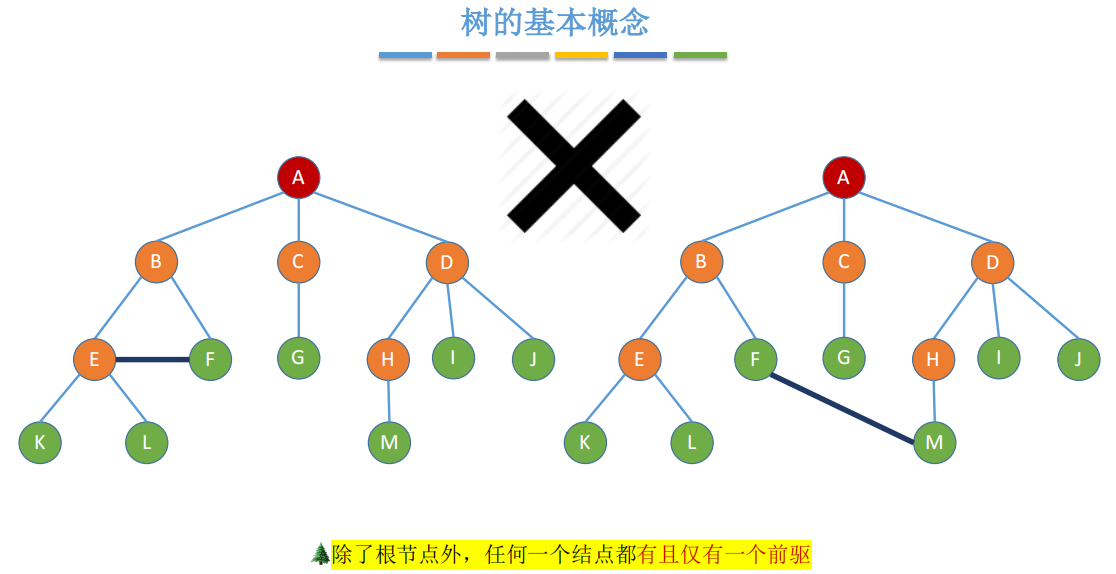 树的基本概念
A A
B C D B C D
E F G H I J E F G H I J
K L M K L M
除了根节点外，任何一个结点都有且仅有一个前驱